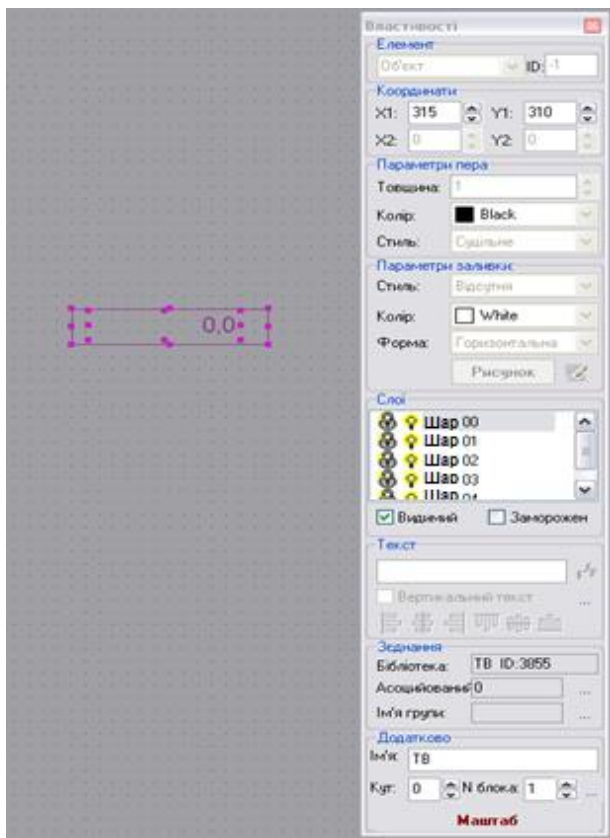 Властивості
Елемент
Об'єкт ID: -1
Координати
X1: 315 Y1: 310
X2: 0 Y2: 0
Параметри пера
Товщина: 1
Колір: Black
Стиль: Суцільне
Параметри заливки:
Стиль: Відсутня
0,0
Колір: White
Форма: Горизонтальна
Рисунок
Слої
Шар 00
Шар 01
Шар 02
Шар 03
Шар 04
Видимий Заморожен
Текст
Вертикальний текст
...
Зєднання
Бібліотека: ТВ ID:3855
Асоційований 0 ...
Ім'я групи: ...
Додатково
Ім'я: ТВ
Кут: 0 N блока: 1 ...
Маштаб